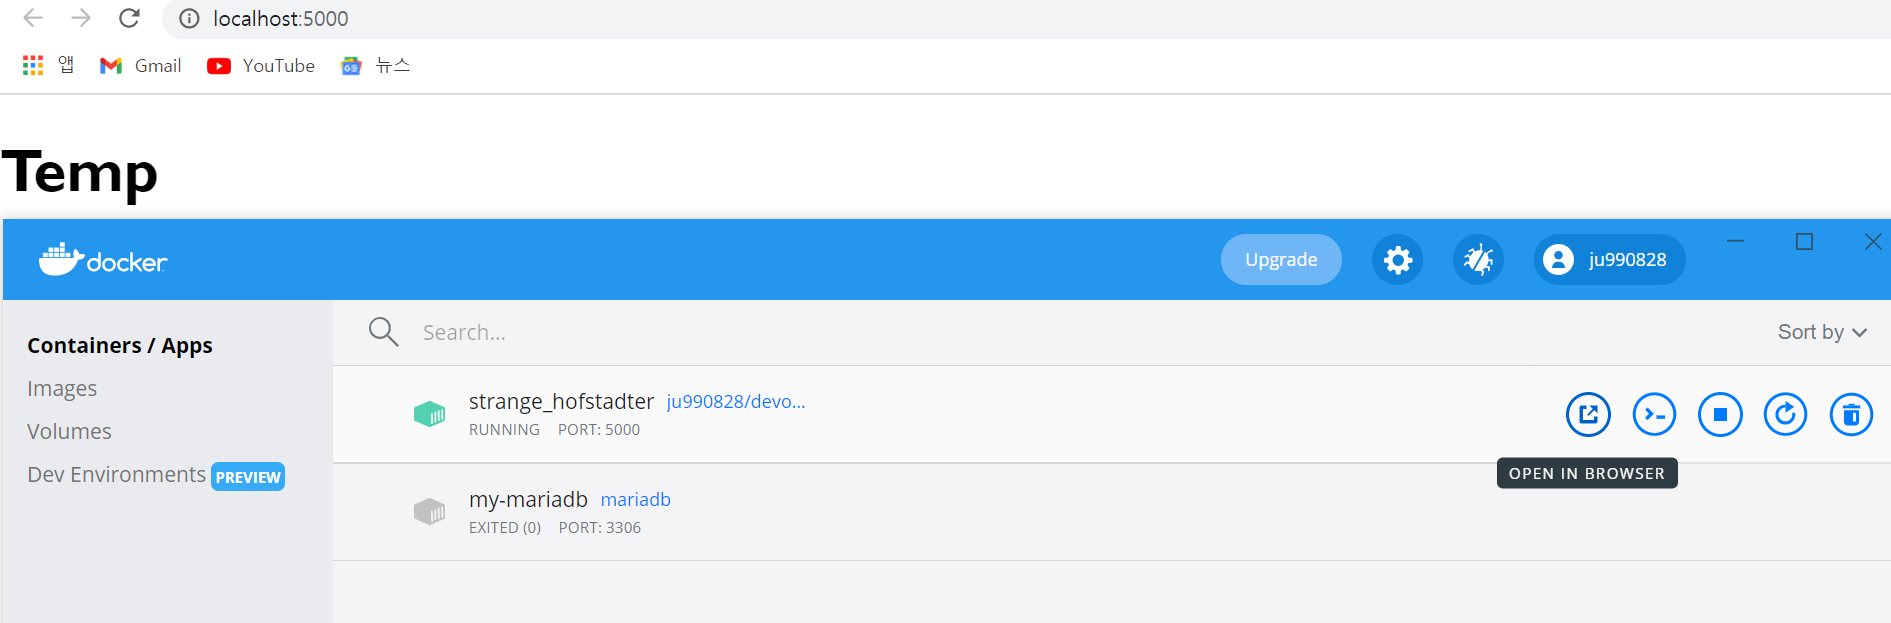 localhost:5000
앱 Gmail YouTube 뉴스
Temp
docker Upgrade ju990828
Containers / Apps
Images
Volumes
Dev Environments PREVIEW
Search... Sort by
strange_hofstadter ju990828/devo...
RUNNING PORT: 5000
OPEN IN BROWSER
my-mariadb mariadb
EXITED (0) PORT: 3306